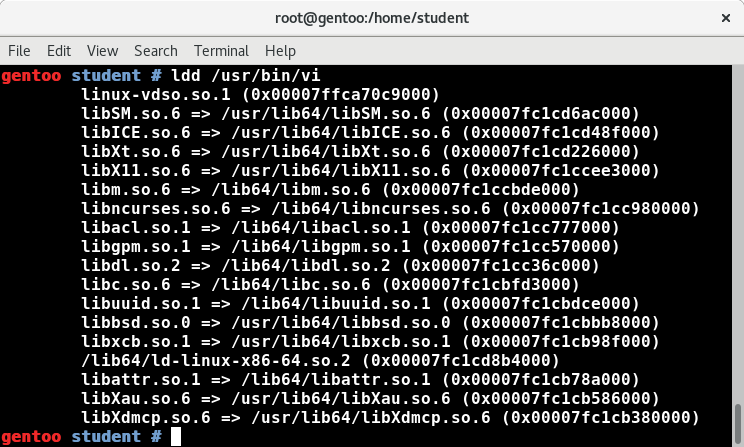 root@gentoo:/home/student ×
File Edit View Search Terminal Help
gentoo student # ldd /usr/bin/vi
linux-vdso.so.1 (0x00007ffca70c9000)
libSM.so.6 => /usr/lib64/libSM.so.6 (0x00007fc1cd6ac000)
libICE.so.6 => /usr/lib64/libICE.so.6 (0x00007fc1cd48f000)
libXt.so.6 => /usr/lib64/libXt.so.6 (0x00007fc1cd226000)
libX11.so.6 => /usr/lib64/libX11.so.6 (0x00007fc1ccee3000)
libm.so.6 => /lib64/libm.so.6 (0x00007fc1ccbde000)
libncurses.so.6 => /lib64/libncurses.so.6 (0x00007fc1cc980000)
libacl.so.1 => /lib64/libacl.so.1 (0x00007fc1cc777000)
libgpm.so.1 => /lib64/libgpm.so.1 (0x00007fc1cc570000)
libdl.so.2 => /lib64/libdl.so.2 (0x00007fc1cc36c000)
libc.so.6 => /lib64/libc.so.6 (0x00007fc1cbfd3000)
libuuid.so.1 => /lib64/libuuid.so.1 (0x00007fc1cbdce000)
libbsd.so.0 => /usr/lib64/libbsd.so.0 (0x00007fc1cbbb8000)
libxcb.so.1 => /usr/lib64/libxcb.so.1 (0x00007fc1cb98f000)
/lib64/ld-linux-x86-64.so.2 (0x00007fc1cd8b4000)
libattr.so.1 => /lib64/libattr.so.1 (0x00007fc1cb78a000)
libXau.so.6 => /usr/lib64/libXau.so.6 (0x00007fc1cb586000)
libXdmcp.so.6 => /usr/lib64/libXdmcp.so.6 (0x00007fc1cb380000)
gentoo student #